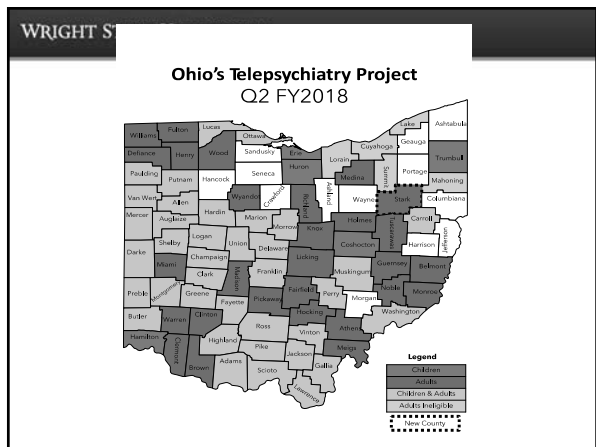 WRIGHT S
Ohio's Telepsychiatry Project
Q2 FY2018
Williams Fulton Lucas Ottawa Lake Ashtabula
Defiance Henry Wood Sandusky Erie Lorain Cuyahoga Geauga Trumbull
Paulding Putnam Hancock Seneca Huron Medina Summit Portage Mahoning
Van Wert Allen Wyandot Crawford Richland Ashland Wayne Stark Columbiana
Mercer Auglaize Hardin Marion Morrow Knox Holmes Tuscarawas Carroll Jefferson
Darke Shelby Logan Union Delaware Licking Coshocton Harrison
Miami Champaign Clark Madison Franklin Muskingum Guernsey Belmont
Preble Montgomery Greene Fayette Pickaway Fairfield Perry Morgan Noble Monroe
Butler Warren Clinton Ross Hocking Athens Washington
Hamilton Clermont Brown Highland Pike Vinton Meigs
Adams Scioto Jackson Gallia
Lawrence
Legend
Children
Adults
Children & Adults
Adults Ineligible
New County